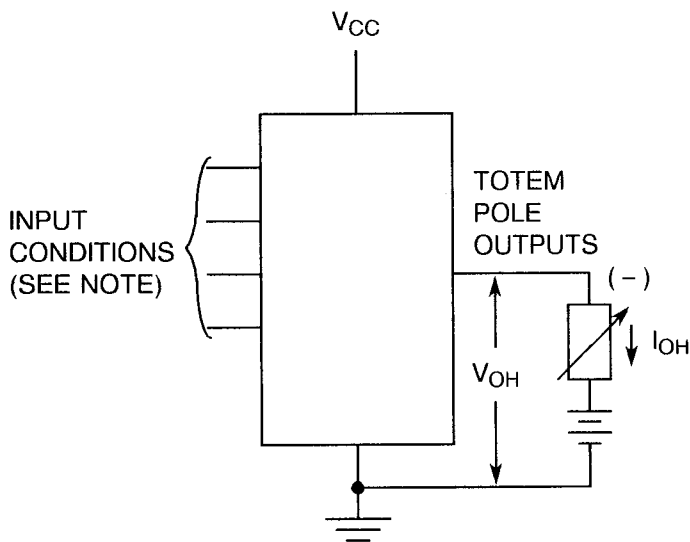 VCC
INPUT
CONDITIONS
(SEE NOTE)
TOTEM
POLE
OUTPUTS
(−)
IOH
VOH